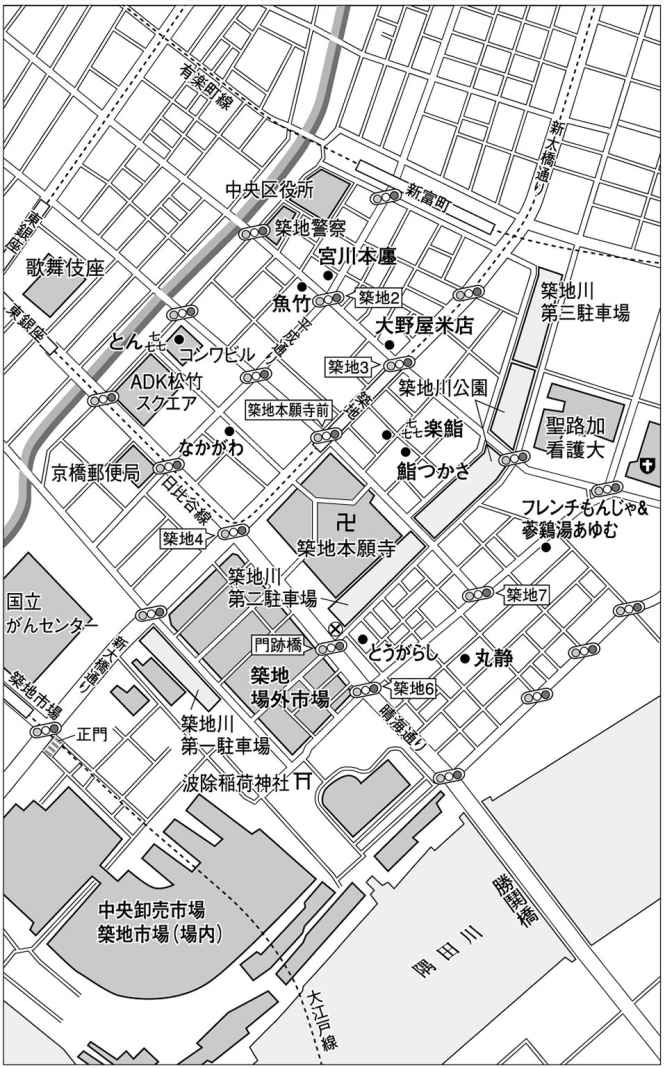 有楽町線
新大橋通り
中央区役所
新富町
築地警察
東銀座
歌舞伎座
宮川本廛
築地川
第三駐車場
魚竹
築地2
東銀座
大野屋米店
とん七
コンワビル
平成通
築地3
ADK松竹
スクエア
築地川公園
築地本願寺前
築地
聖路加
看護大
なかがわ
楽鮨
鮨つかさ
京橋郵便局
日比谷線
フレンチもんじゃ&
蔘鶏湯あゆむ
卍
築地本願寺
築地4
築地川
第二駐車場
築地7
国立
がんセンター
新大橋通り
門跡橋
とうがらし
丸静
築地
場外市場
築地6
築地市場
正門
築地川
第一駐車場
晴海通り
波除稲荷神社
勝鬨橋
中央卸売市場
築地市場(場内)
隅田川
大江戸線